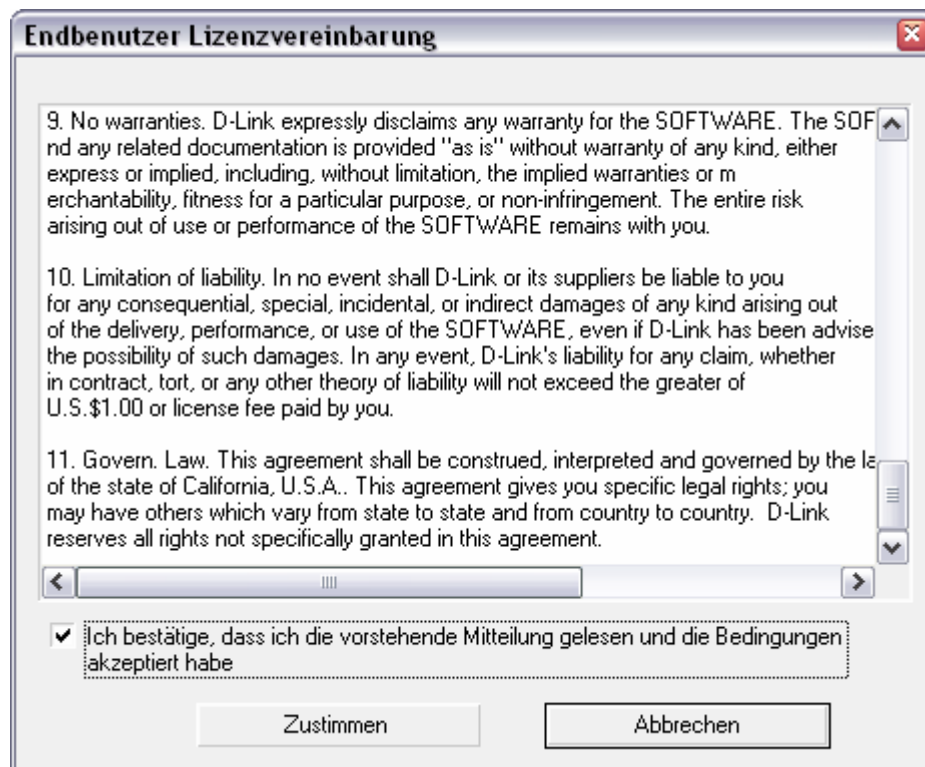 Endbenutzer Lizenzvereinbarung
9. No warranties. D-Link expressly disclaims any warranty for the SOFTWARE. The SOF
nd any related documentation is provided "as is" without warranty of any kind, either
express or implied, including, without limitation, the implied warranties or m
erchantability, fitness for a particular purpose, or non-infringement. The entire risk
arising out of use or performance of the SOFTWARE remains with you.
10. Limitation of liability. In no event shall D-Link or its suppliers be liable to you
for any consequential, special, incidental, or indirect damages of any kind arising out
of the delivery, performance, or use of the SOFTWARE, even if D-Link has been advise
the possibility of such damages. In any event, D-Link's liability for any claim, whether
in contract, tort, or any other theory of liability will not exceed the greater of
U.S.$1.00 or license fee paid by you.
11. Govern. Law. This agreement shall be construed, interpreted and governed by the la
of the state of California, U.S.A.. This agreement gives you specific legal rights; you
may have others which vary from state to state and from country to country.  D-Link
reserves all rights not specifically granted in this agreement.
Ich bestätige, dass ich die vorstehende Mitteilung gelesen und die Bedingungen
akzeptiert habe
Zustimmen
Abbrechen